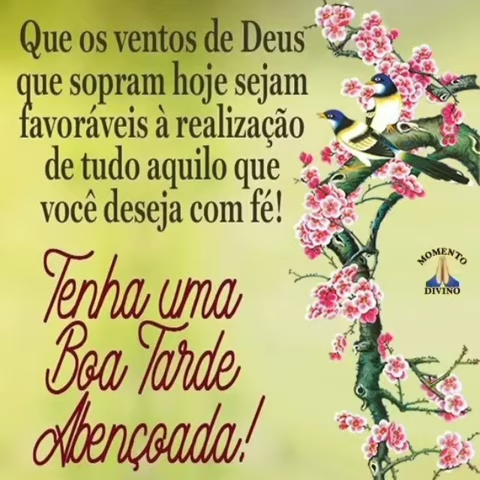 Que os ventos de Deus
que sopram hoje sejam
favoráveis à realização
de tudo aquilo que
você deseja com fé!
Tenha uma
Boa Tarde
Abençoada!
MOMENTO
DIVINO